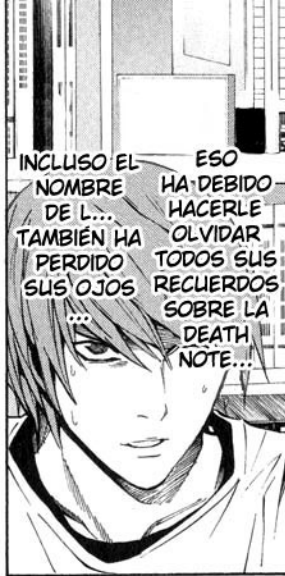 ESO
HA DEBIDO
HACERLE
OLVIDAR
TODOS SUS
RECUERDOS
SOBRE LA
DEATH
NOTE...
INCLUSO EL
NOMBRE
DE L...
TAMBIÉN HA
PERDIDO
SUS OJOS
...